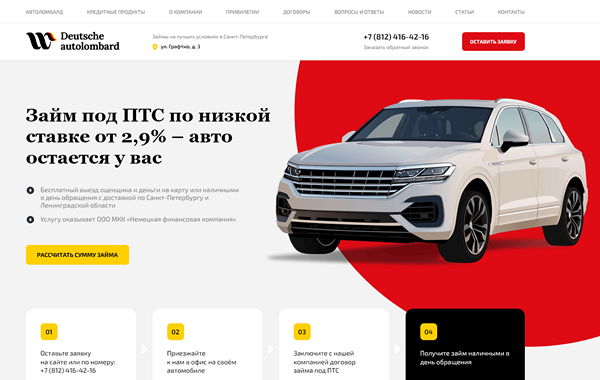 АВТОЛОМБАРД КРЕДИТНЫЕ ПРОДУКТЫ О КОМПАНИИ ПРИВИЛЕГИИ ДОГОВОРЫ ВОПРОСЫ И ОТВЕТЫ НОВОСТИ СТАТЬИ КОНТАКТЫ
Deutsche
autolombard
Займы на лучших условиях в Санкт-Петербурге
ул. Графтио, д. 3
+7 (812) 416-42-16
Заказать обратный звонок
ОСТАВИТЬ ЗАЯВКУ
Займ под ПТС по низкой
ставке от 2,9% – авто
остается у вас
Бесплатный выезд оценщика и деньги на карту или наличными
в день обращения с доставкой по Санкт-Петербургу и
Ленинградской области
Услугу оказывает ООО МКК «Немецкая финансовая компания»
РАССЧИТАТЬ СУММУ ЗАЙМА
01
Оставьте заявку
на сайте или по номеру:
+7 (812) 416-42-16
02
Приезжайте
к нам в офис на своём
автомобиле
03
Заключите с нашей
компанией договор
займа под ПТС
04
Получите займ наличными в
день обращения